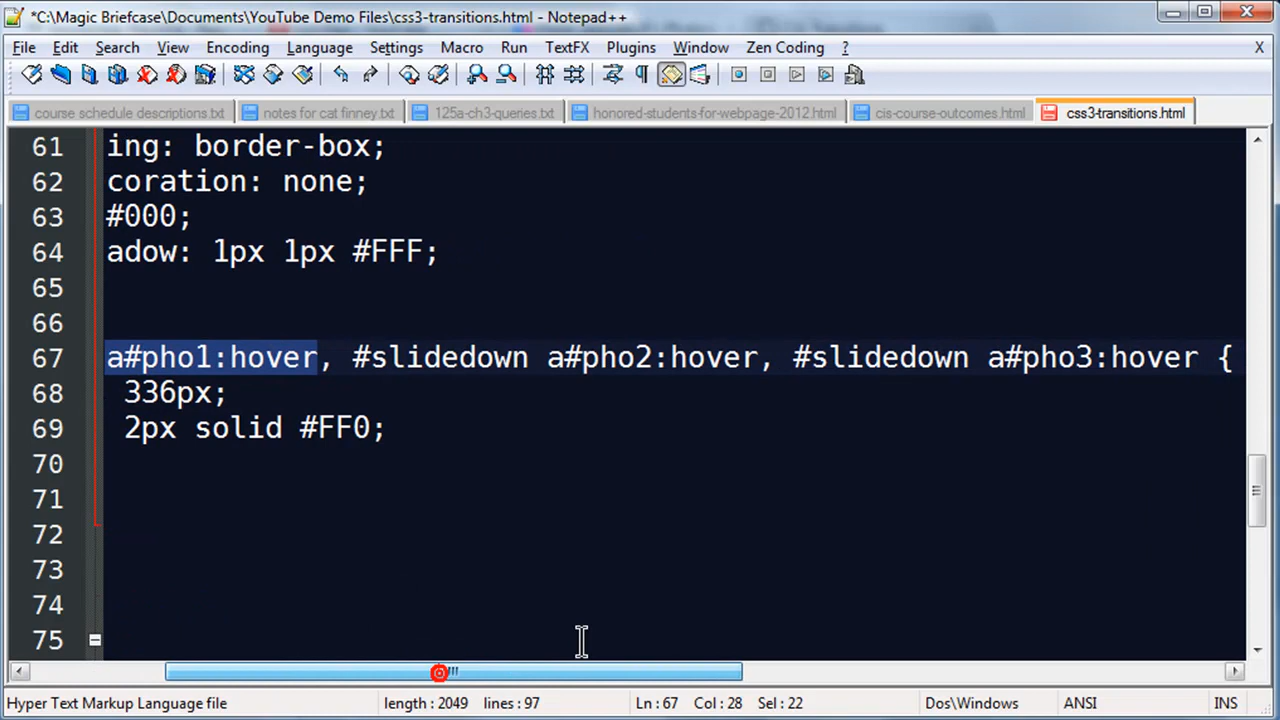 *C:\Magic Briefcase\Documents\YouTube Demo Files\css3-transitions.html - Notepad++
File Edit Search View Encoding Language Settings Macro Run TextFX Plugins Window Zen Coding ? X
course schedule descriptions.txt notes for cat finney.txt 125a-ch3-queries.txt honored-students-for-webpage-2012.html cis-course-outcomes.html css3-transitions.html
61 ing: border-box;
62 coration: none;
63 #000;
64 adow: 1px 1px #FFF;
65
66
67 a#pho1:hover, #slidedown a#pho2:hover, #slidedown a#pho3:hover {
68 336px;
69 2px solid #FF0;
70
71
72
73
74
75
Hyper Text Markup Language file length : 2049 lines : 97 Ln : 67 Col : 28 Sel : 22 Dos\Windows ANSI INS